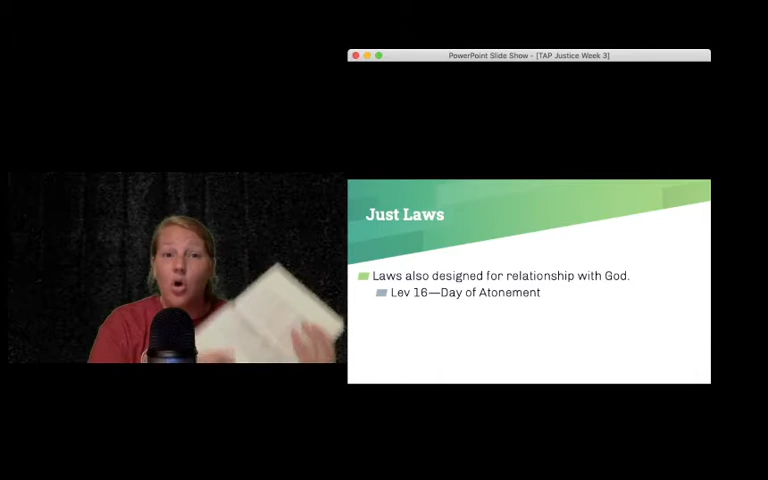 PowerPoint Slide Show - [TAP Justice Week 3]
Just Laws
Laws also designed for relationship with God.
Lev 16—Day of Atonement